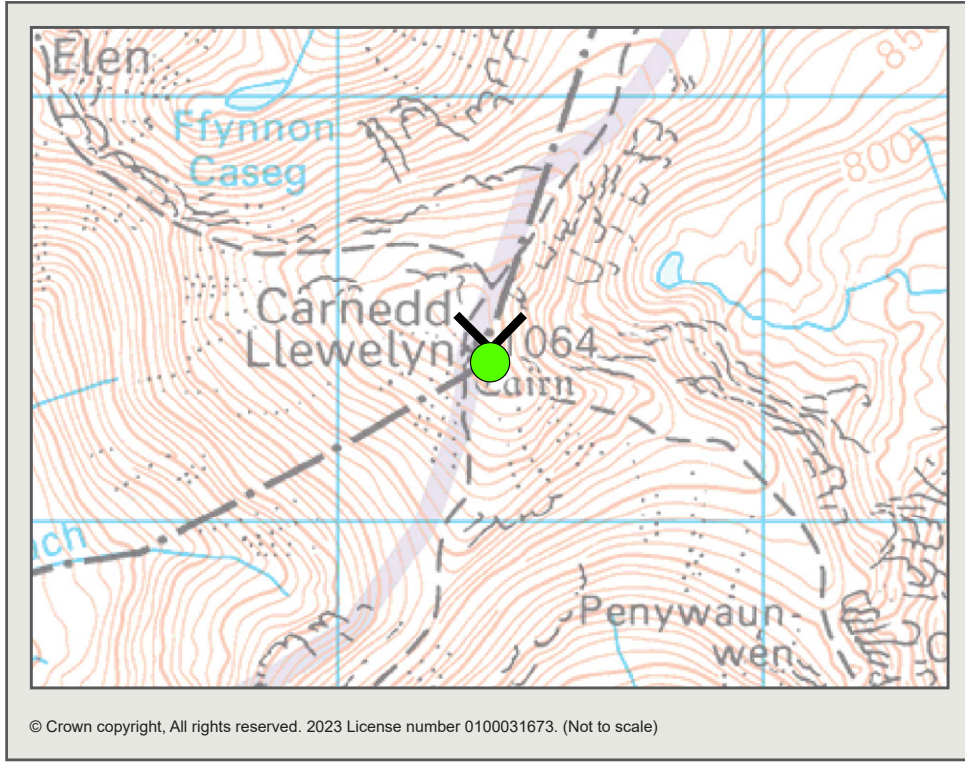 Elen
850
Ffynnon
Caseg
800
Carnedd
Llewelyn 1064
Cairn
ach
Penywaun-
wen
© Crown copyright, All rights reserved. 2023 License number 0100031673. (Not to scale)